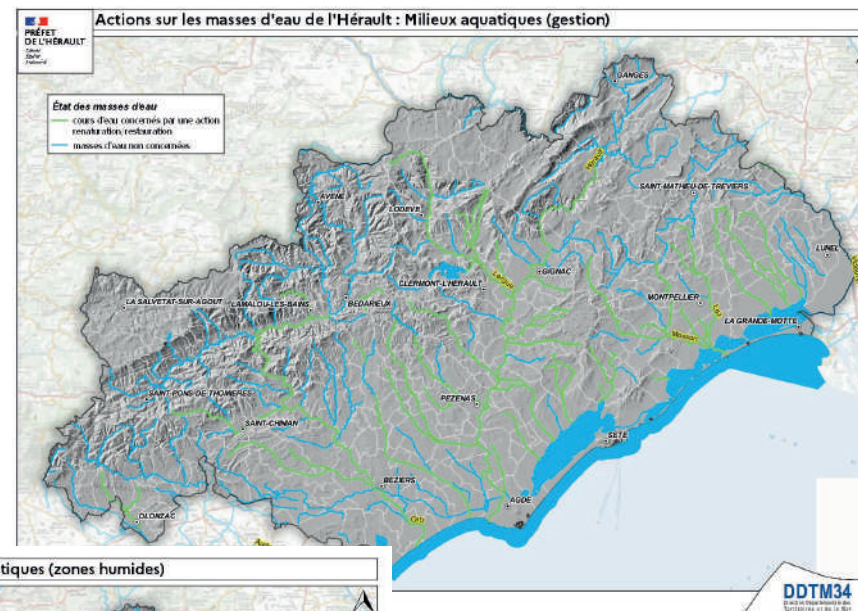 Actions sur les masses d'eau de l'Hérault : Milieux aquatiques (gestion)
PRÉFET
DE L'HÉRAULT
État des masses d'eau
cours d'eau concernés par une action
renaturation/restauration
masses d'eau non concernées
GANGES
Hérault
SAINT-MATHIEU-DE-TREVIERS
AVENE
LODEVE
LUNEL
Lergue
GIGNAC
CLERMONT-L'HERAULT
LA SALVETAT-SUR-AGOUT
LAMALOU-LES-BAINS
BEDARIEUX
MONTPELLIER
Lez
LA GRANDE-MOTTE
Mosson
SAINT-PONS-DE-THOMIERES
PEZENAS
SAINT-CHINIAN
SETE
BEZIERS
AGDE
OLONZAC
Orb
tiques (zones humides)
DDTM34